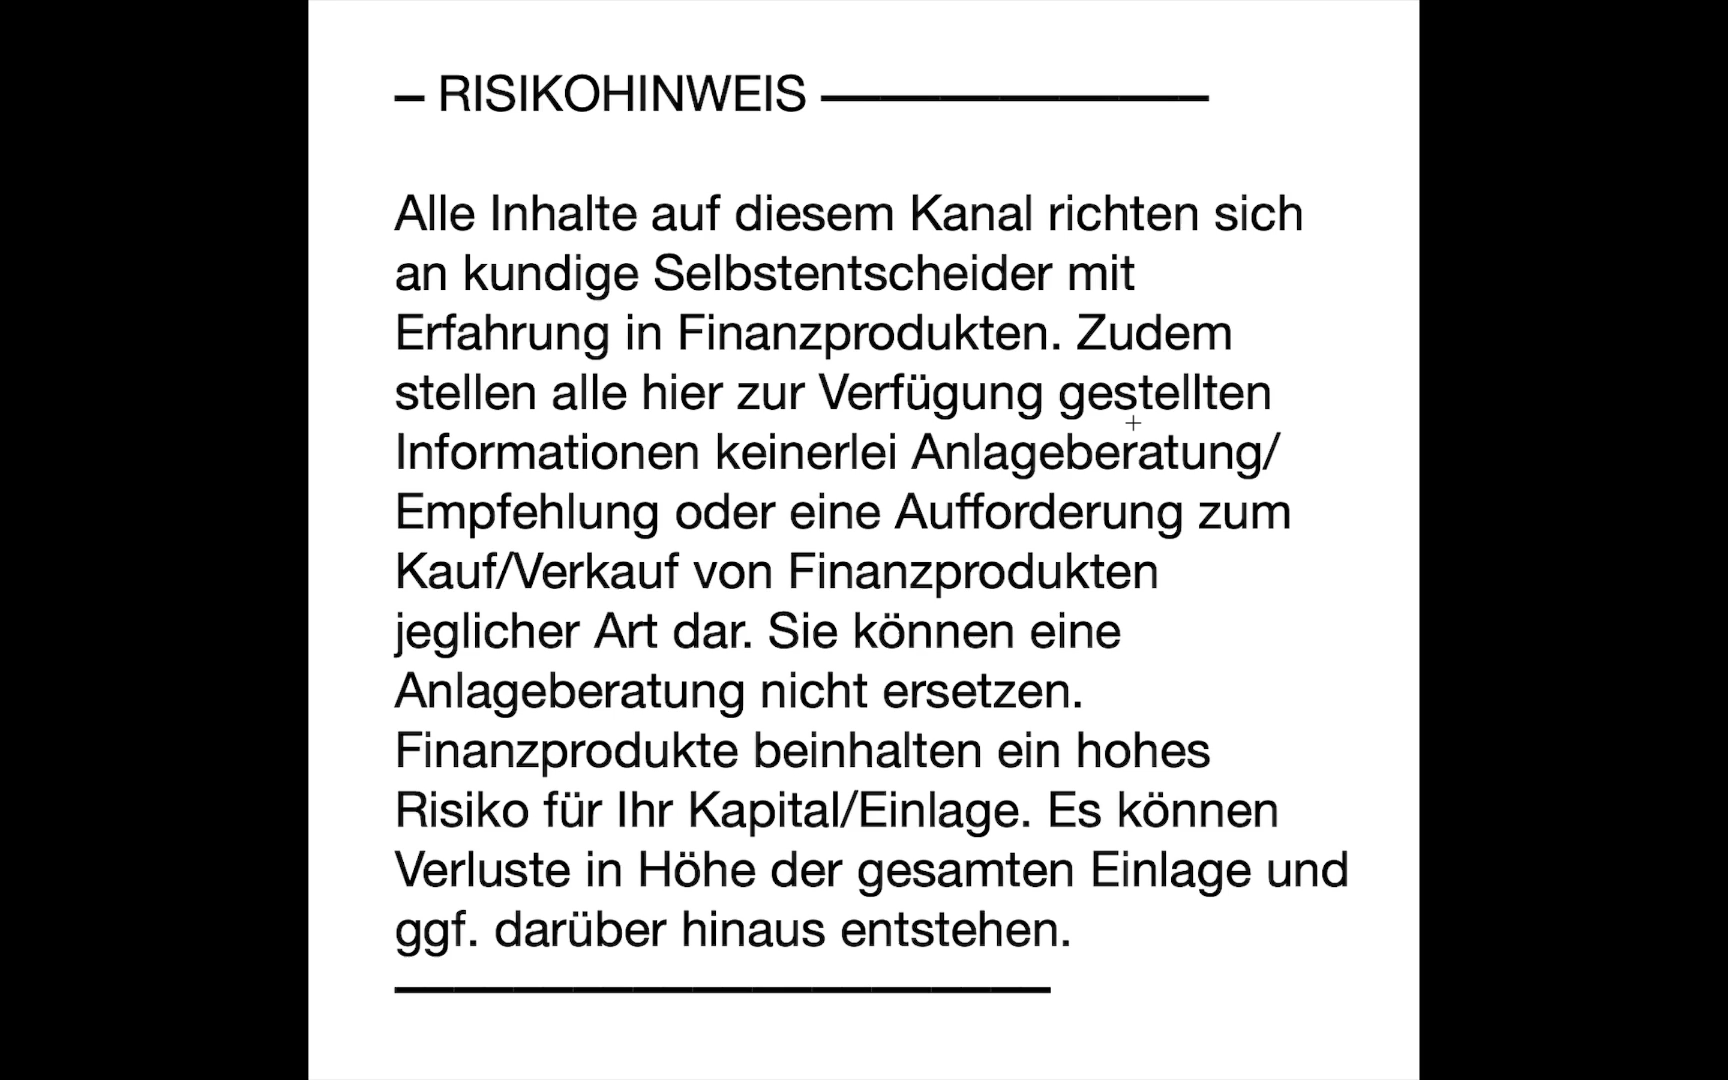 — RISIKOHINWEIS —————————————
Alle Inhalte auf diesem Kanal richten sich
an kundige Selbstentscheider mit
Erfahrung in Finanzprodukten. Zudem
stellen alle hier zur Verfügung gestellten
Informationen keinerlei Anlageberatung/
Empfehlung oder eine Aufforderung zum
Kauf/Verkauf von Finanzprodukten
jeglicher Art dar. Sie können eine
Anlageberatung nicht ersetzen.
Finanzprodukte beinhalten ein hohes
Risiko für Ihr Kapital/Einlage. Es können
Verluste in Höhe der gesamten Einlage und
ggf. darüber hinaus entstehen.